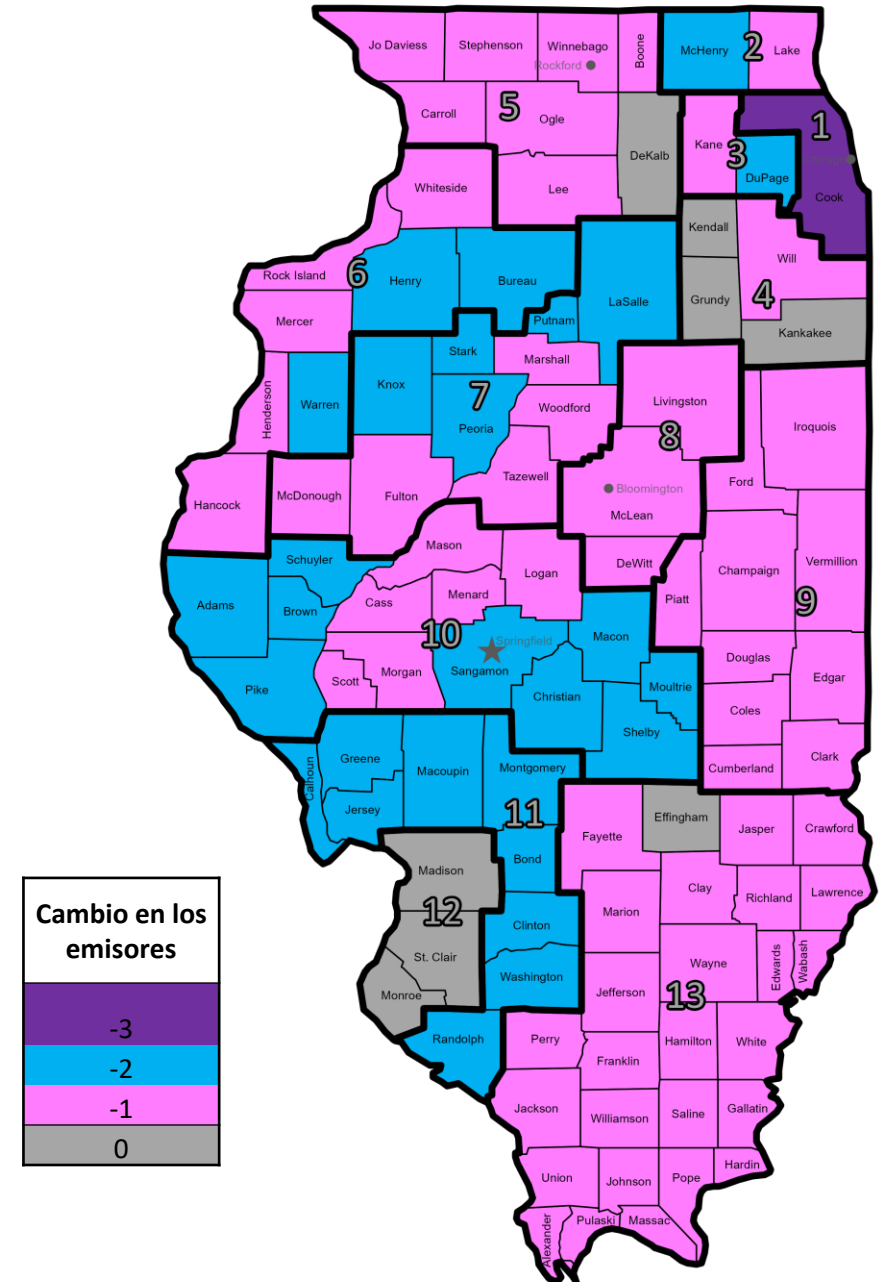 Jo Daviess
Stephenson
Winnebago
Rockford
Boone
McHenry
2
Lake
Carroll
5
Ogle
DeKalb
Kane
3
DuPage
1
Cook
Whiteside
Lee
Kendall
Will
Rock Island
6
Henry
Bureau
LaSalle
Grundy
4
Kankakee
Mercer
Putnam
Stark
Marshall
Henderson
Warren
Knox
7
Peoria
Woodford
Livingston
8
Iroquois
Hancock
McDonough
Fulton
Tazewell
Bloomington
McLean
Ford
Mason
Schuyler
Logan
DeWitt
Champaign
Vermillion
Adams
Brown
Cass
Menard
Piatt
9
10
Springfield
Sangamon
Macon
Douglas
Pike
Scott
Morgan
Christian
Moultrie
Edgar
Coles
Shelby
Calhoun
Greene
Macoupin
Montgomery
Cumberland
Clark
Jersey
11
Fayette
Effingham
Jasper
Crawford
Madison
Bond
Clay
Richland
Lawrence
12
Clinton
Marion
St. Clair
Wayne
Edwards
Wabash
Monroe
Washington
Jefferson
13
Randolph
Perry
Hamilton
White
Franklin
Jackson
Williamson
Saline
Gallatin
Union
Johnson
Pope
Hardin
Alexander
Pulaski
Massac
Cambio en los
emisores
-3
-2
-1
0